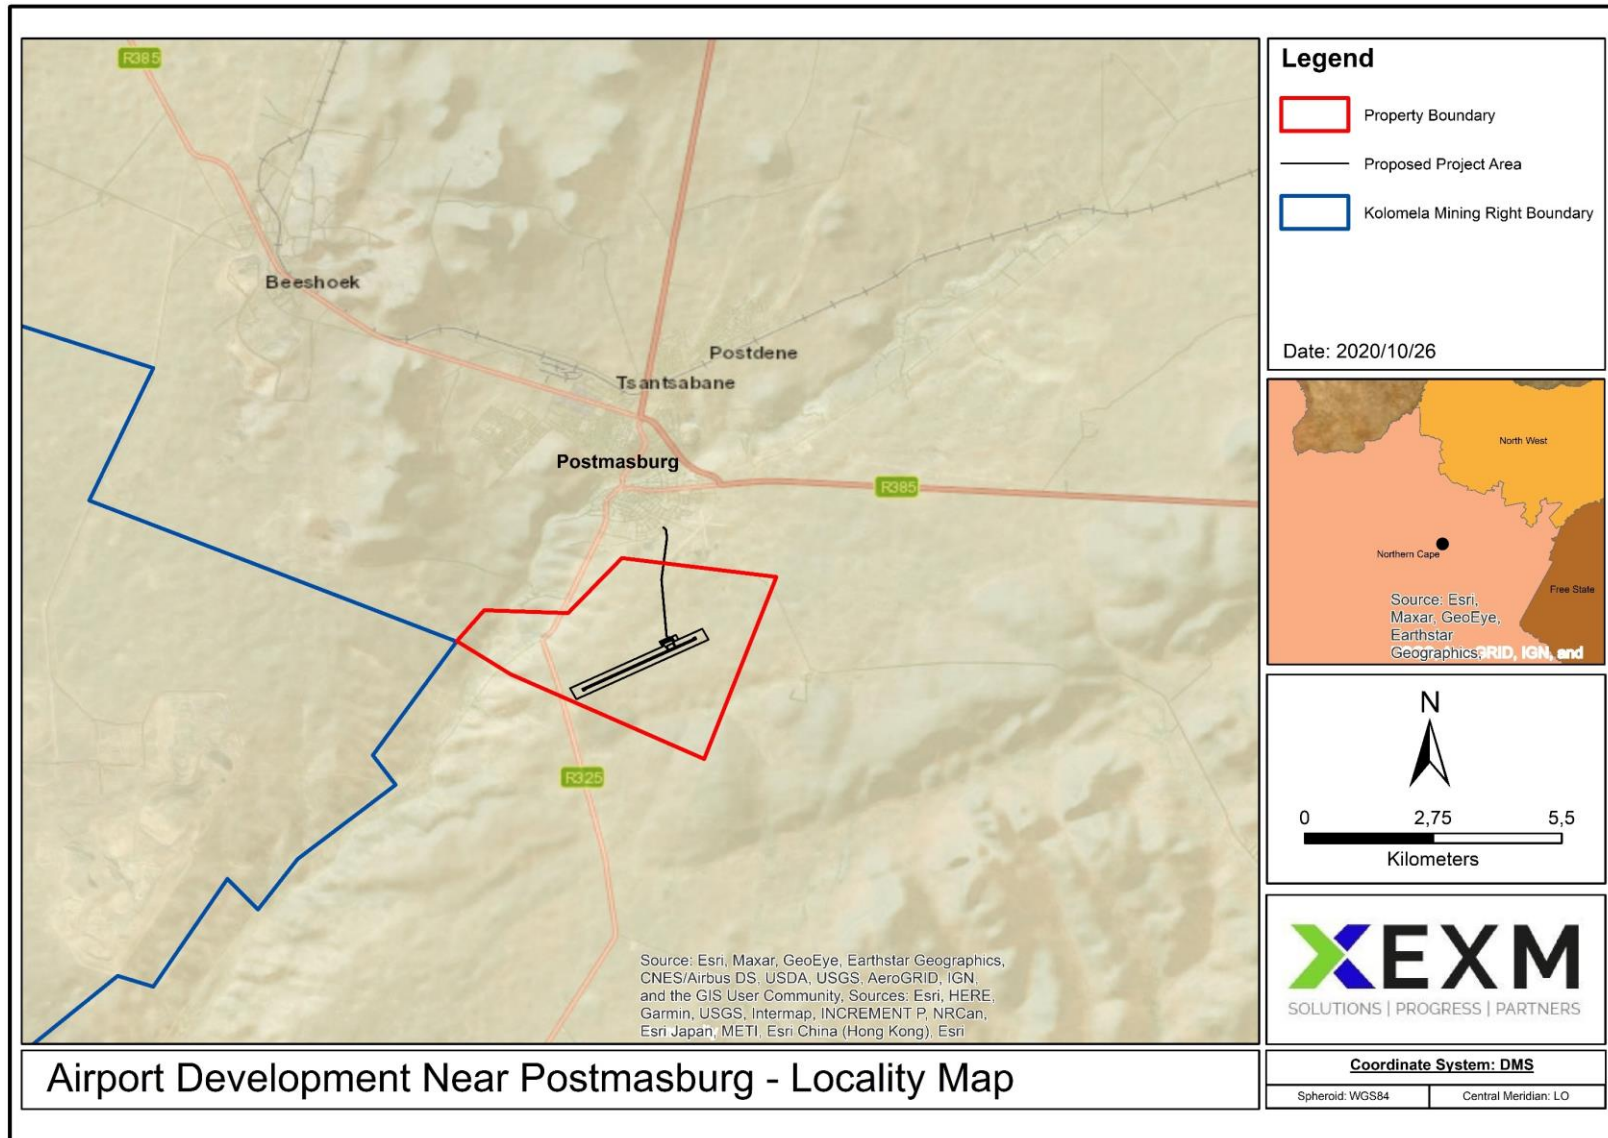 R385
Beeshoek
Postdene
Tsantsabane
Postmasburg
R385
R325
Source: Esri, Maxar, GeoEye, Earthstar Geographics,
CNES/Airbus DS, USDA, USGS, AeroGRID, IGN,
and the GIS User Community, Sources: Esri, HERE,
Garmin, USGS, Intermap, INCREMENT P, NRCan,
Esri Japan, METI, Esri China (Hong Kong), Esri
Airport Development Near Postmasburg - Locality Map
Legend
Property Boundary
Proposed Project Area
Kolomela Mining Right Boundary
Date: 2020/10/26
North West
Northern Cape
Free State
Source: Esri,
Maxar, GeoEye,
Earthstar
Geographics,
GRID, IGN, and
N
0 2,75 5,5
Kilometers
XEXM
SOLUTIONS | PROGRESS | PARTNERS
Coordinate System: DMS
Spheroid: WGS84
Central Meridian: LO